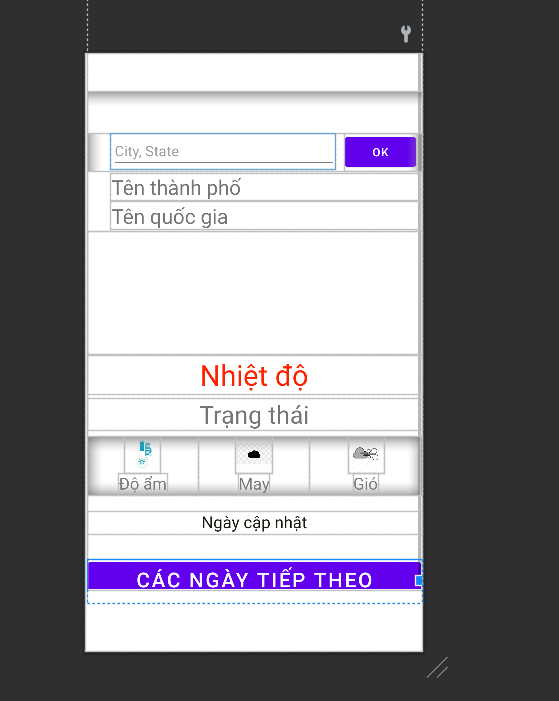 City, State
OK
Tên thành phố
Tên quốc gia
Nhiệt độ
Trạng thái
Độ ẩm
May
Gió
Ngày cập nhật
CÁC NGÀY TIẾP THEO